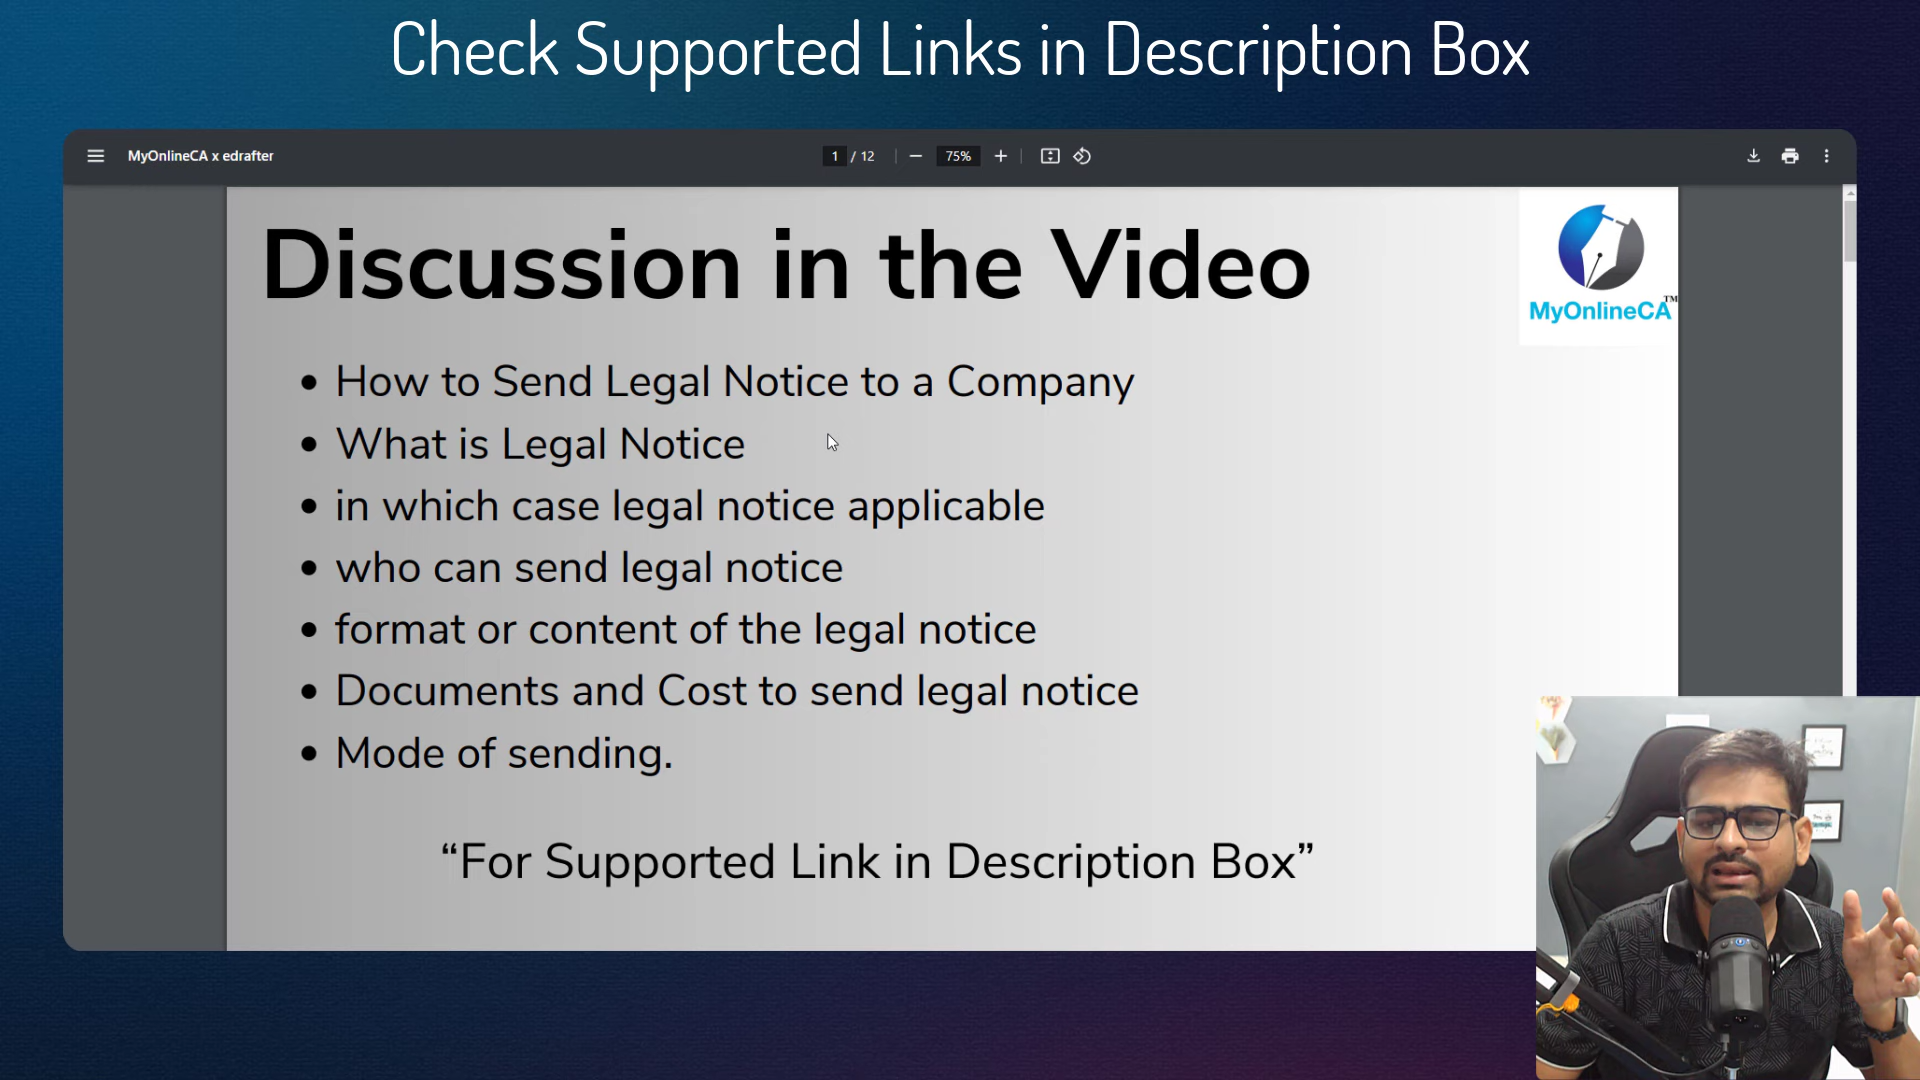 Check Supported Links in Description Box
MyOnlineCA x edrafter
1 / 12
75%
Discussion in the Video
MyOnlineCA™
• How to Send Legal Notice to a Company
• What is Legal Notice
• in which case legal notice applicable
• who can send legal notice
• format or content of the legal notice
• Documents and Cost to send legal notice
• Mode of sending.
“For Supported Link in Description Box”